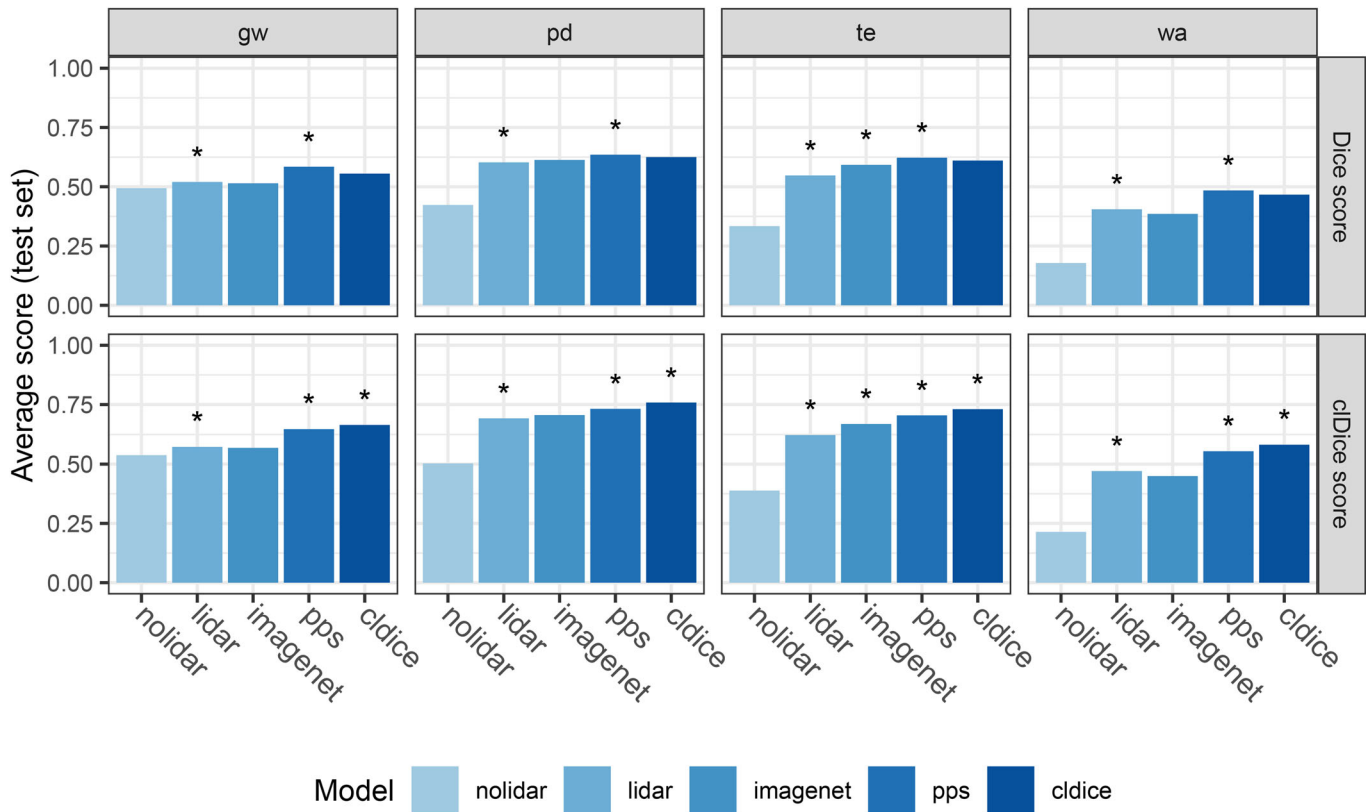 gw pd te wa
Average score (test set)
1.00
0.75
0.50
0.25
0.00
* *
* *
* * *
* *
Dice score
1.00
0.75
0.50
0.25
0.00
* * *
* * *
* * * *
* * *
clDice score
nolidar lidar imagenet pps cldice
nolidar lidar imagenet pps cldice
nolidar lidar imagenet pps cldice
nolidar lidar imagenet pps cldice
Model nolidar lidar imagenet pps cldice